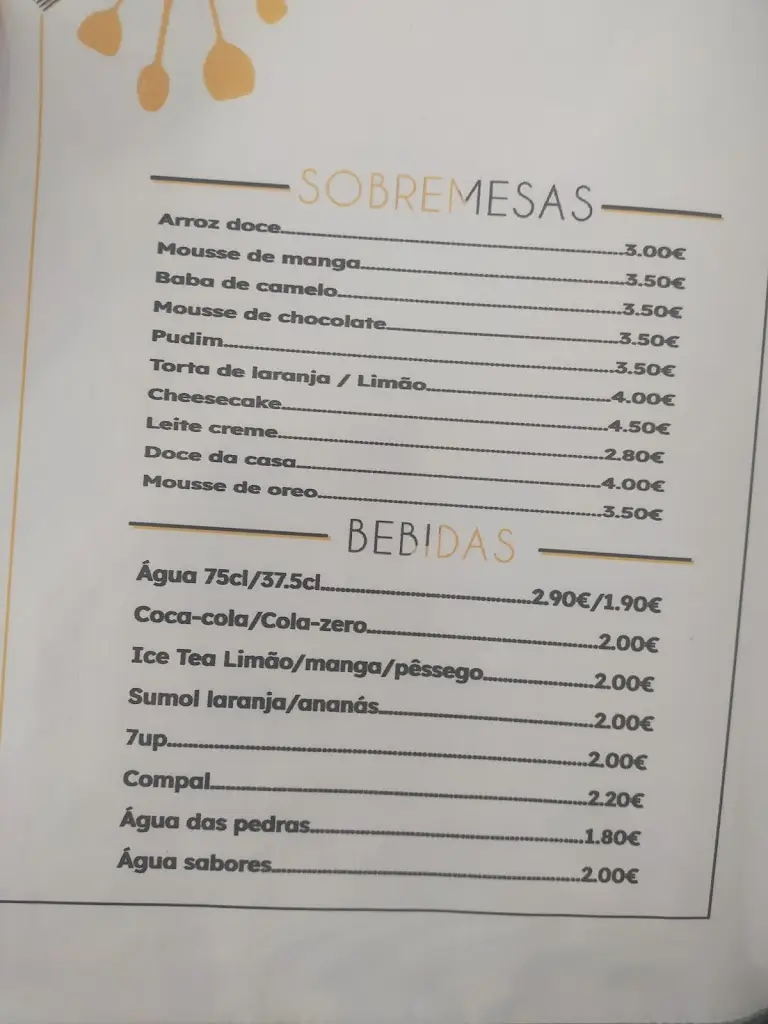 SOBREMESAS
Arroz doce 3.00€
Mousse de manga 3.50€
Baba de camelo 3.50€
Mousse de chocolate 3.50€
Pudim 3.50€
Torta de laranja / Limão 4.00€
Cheesecake 4.50€
Leite creme 2.80€
Doce da casa 4.00€
Mousse de oreo 3.50€
BEBIDAS
Água 75cl/37.5cl 2.90€/1.90€
Coca-cola/Cola-zero 2.00€
Ice Tea Limão/manga/pêssego 2.00€
Sumol laranja/ananás 2.00€
7up 2.00€
Compal 2.20€
Água das pedras 1.80€
Água sabores 2.00€